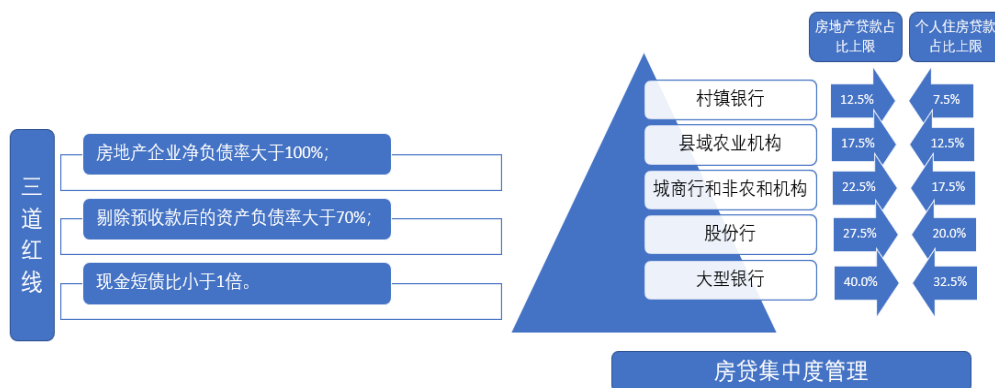 三道红线
房地产企业净负债率大于100%;
剔除预收款后的资产负债率大于70%;
现金短债比小于1倍。
房地产贷款占
比上限
个人住房贷款
占比上限
村镇银行
12.5%
7.5%
县域农业机构
17.5%
12.5%
城商行和非农和机构
22.5%
17.5%
股份行
27.5%
20.0%
大型银行
40.0%
32.5%
房贷集中度管理